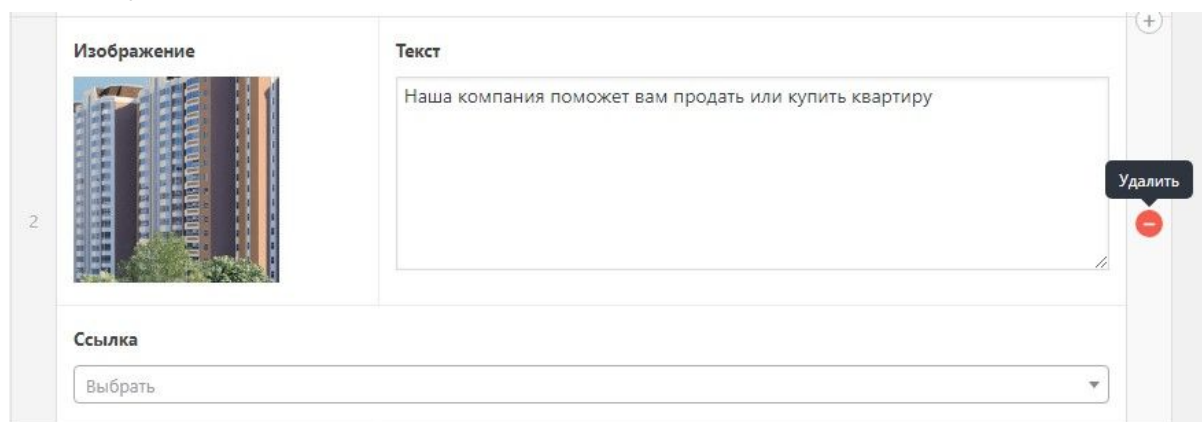 Изображение
Текст
Наша компания поможет вам продать или купить квартиру
Удалить
2
Ссылка
Выбрать